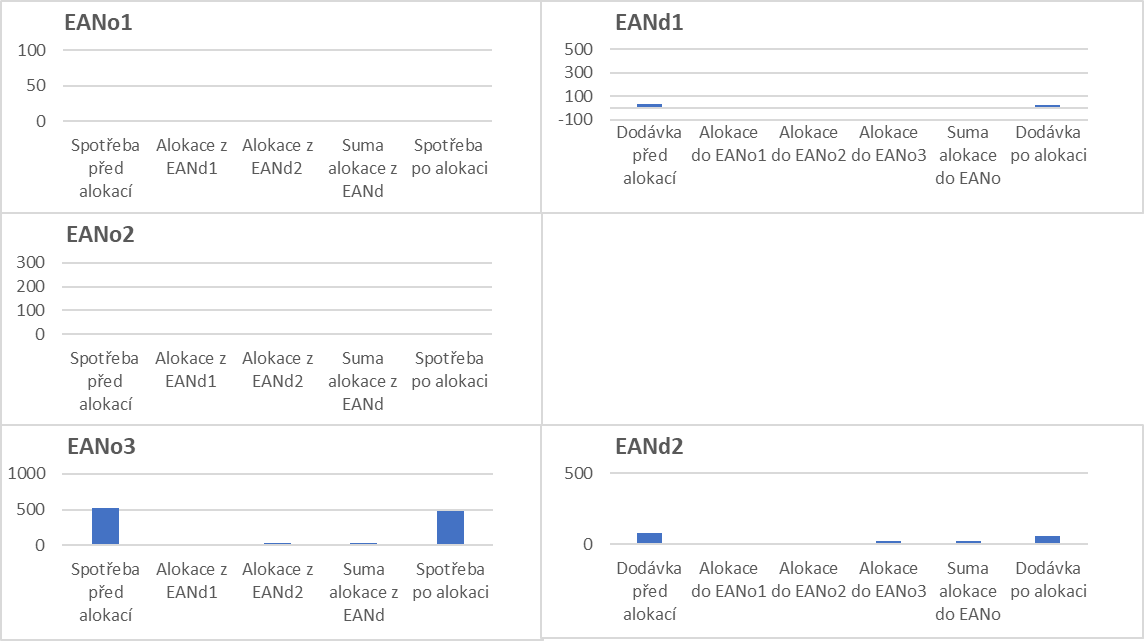 EANo1
100
50
0
Spotřeba před alokací
Alokace z EANd1
Alokace z EANd2
Suma alokace z EANd
Spotřeba po alokaci
EANd1
500
300
100
-100
Dodávka před alokací
Alokace do EANo1
Alokace do EANo2
Alokace do EANo3
Suma alokace do EANo
Dodávka po alokaci
EANo2
300
200
100
0
Spotřeba před alokací
Alokace z EANd1
Alokace z EANd2
Suma alokace z EANd
Spotřeba po alokaci
EANo3
1000
500
0
Spotřeba před alokací
Alokace z EANd1
Alokace z EANd2
Suma alokace z EANd
Spotřeba po alokaci
EANd2
500
0
Dodávka před alokací
Alokace do EANo1
Alokace do EANo2
Alokace do EANo3
Suma alokace do EANo
Dodávka po alokaci